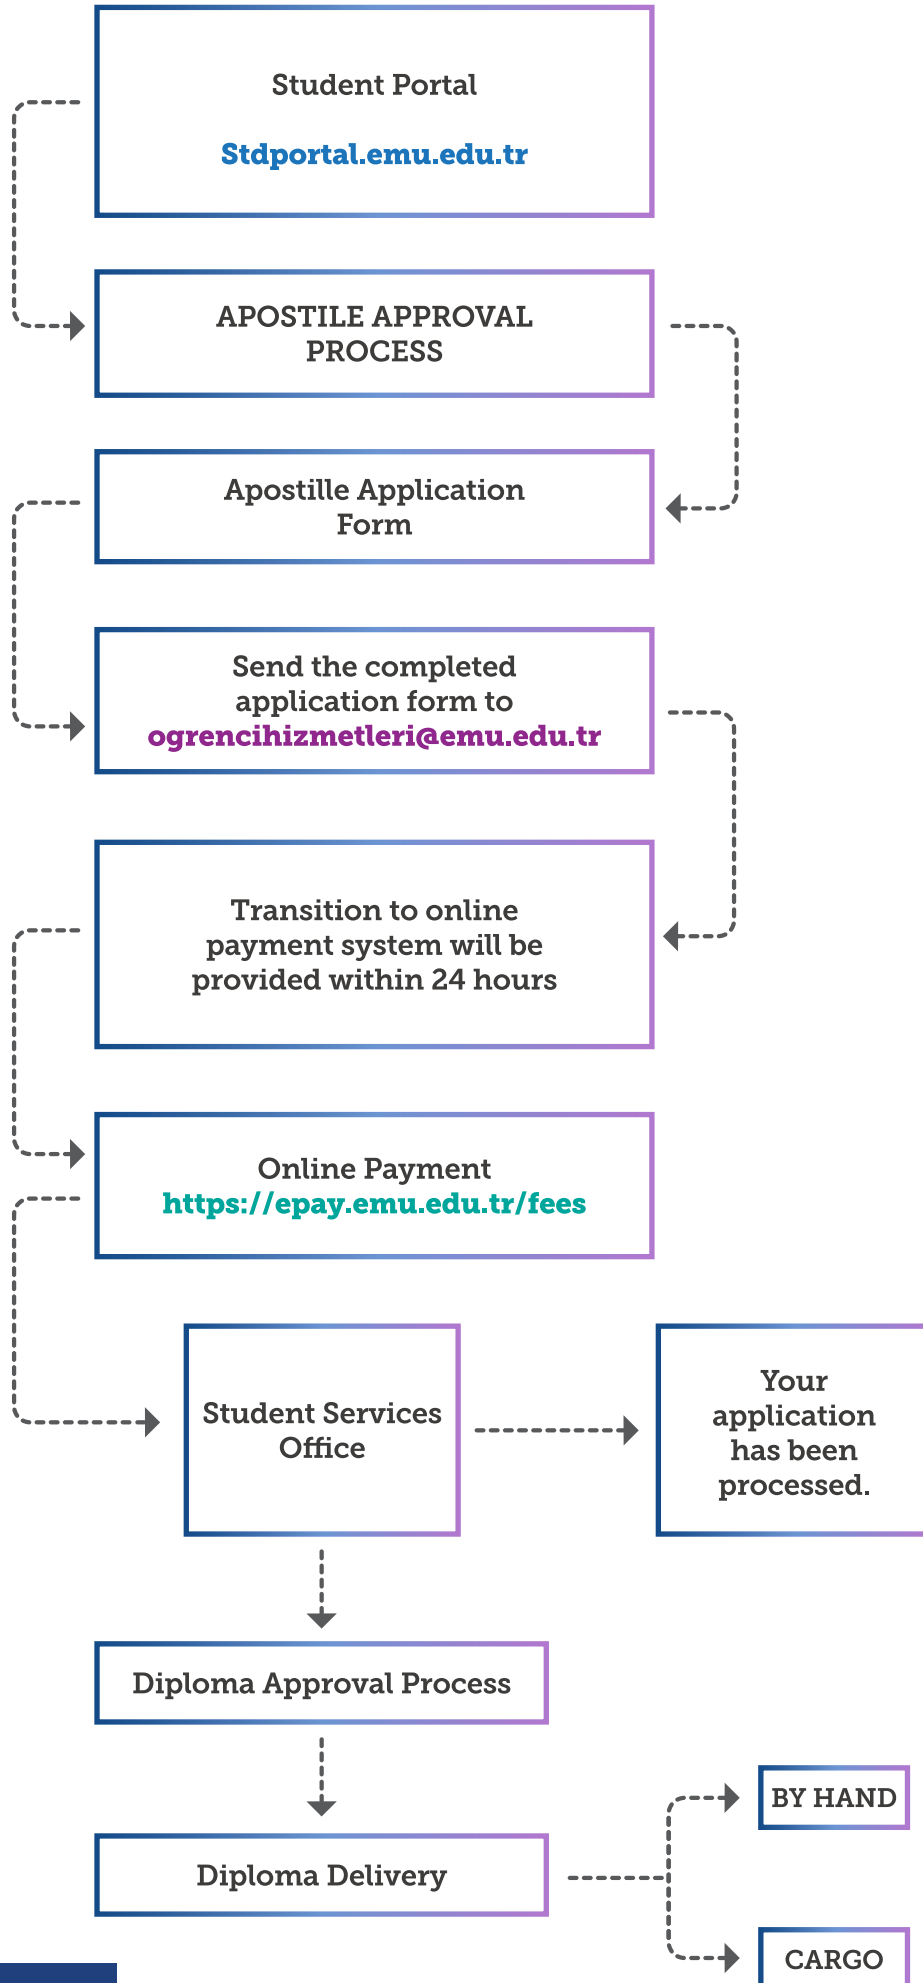 Student Portal
Stdportal.emu.edu.tr
APOSTILE APPROVAL
PROCESS
Apostille Application
Form
Send the completed
application form to
ogrencihizmetleri@emu.edu.tr
Transition to online
payment system will be
provided within 24 hours
Online Payment
https://epay.emu.edu.tr/fees
Student Services
Office
Your
application
has been
processed.
Diploma Approval Process
Diploma Delivery
BY HAND
CARGO